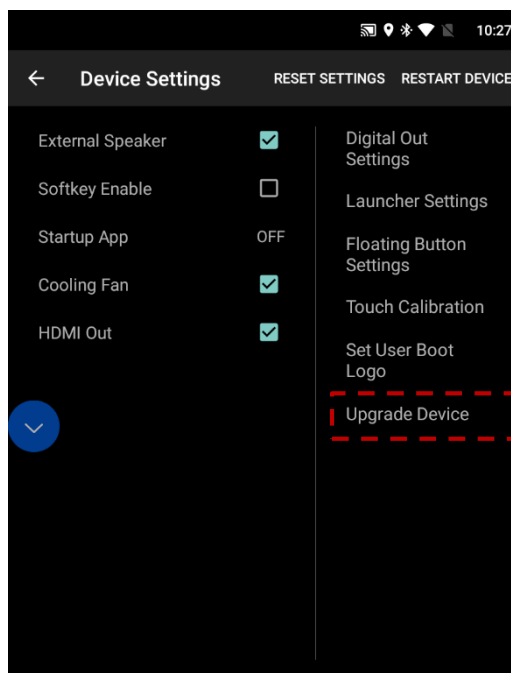 10:27
Device Settings RESET SETTINGS RESTART DEVICE
External Speaker
Softkey Enable
Startup App OFF
Cooling Fan
HDMI Out
Digital Out
Settings
Launcher Settings
Floating Button
Settings
Touch Calibration
Set User Boot
Logo
Upgrade Device